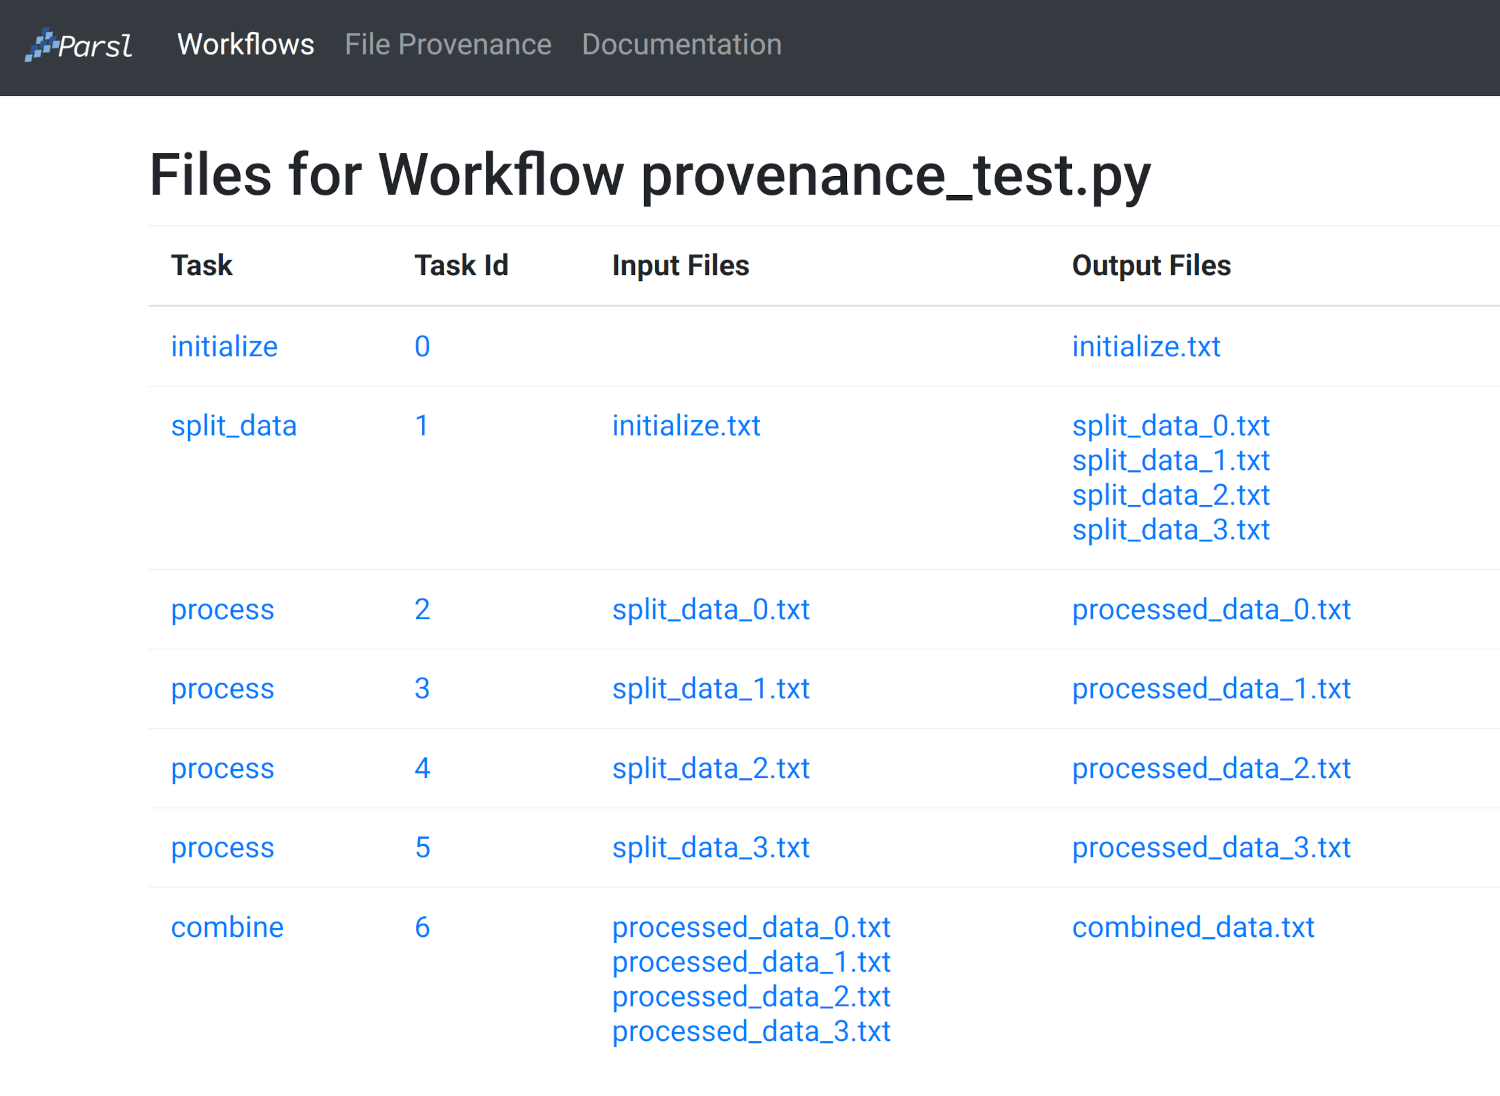 Parsl Workflows File Provenance Documentation
Files for Workflow provenance_test.py
Task Task Id Input Files Output Files
initialize 0 initialize.txt
split_data 1 initialize.txt split_data_0.txt
split_data_1.txt
split_data_2.txt
split_data_3.txt
process 2 split_data_0.txt processed_data_0.txt
process 3 split_data_1.txt processed_data_1.txt
process 4 split_data_2.txt processed_data_2.txt
process 5 split_data_3.txt processed_data_3.txt
combine 6 processed_data_0.txt combined_data.txt
processed_data_1.txt
processed_data_2.txt
processed_data_3.txt